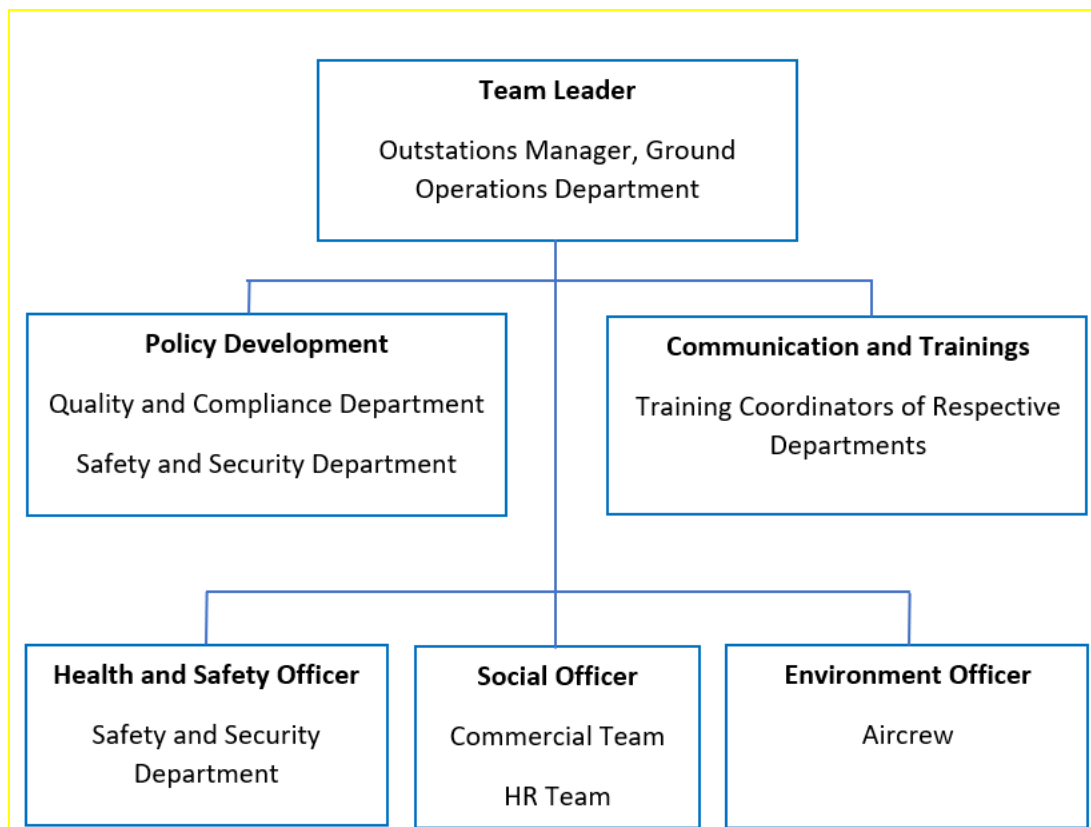 Team Leader
Outstations Manager, Ground
Operations Department
Policy Development
Quality and Compliance Department
Safety and Security Department
Communication and Trainings
Training Coordinators of Respective
Departments
Health and Safety Officer
Safety and Security
Department
Social Officer
Commercial Team
HR Team
Environment Officer
Aircrew